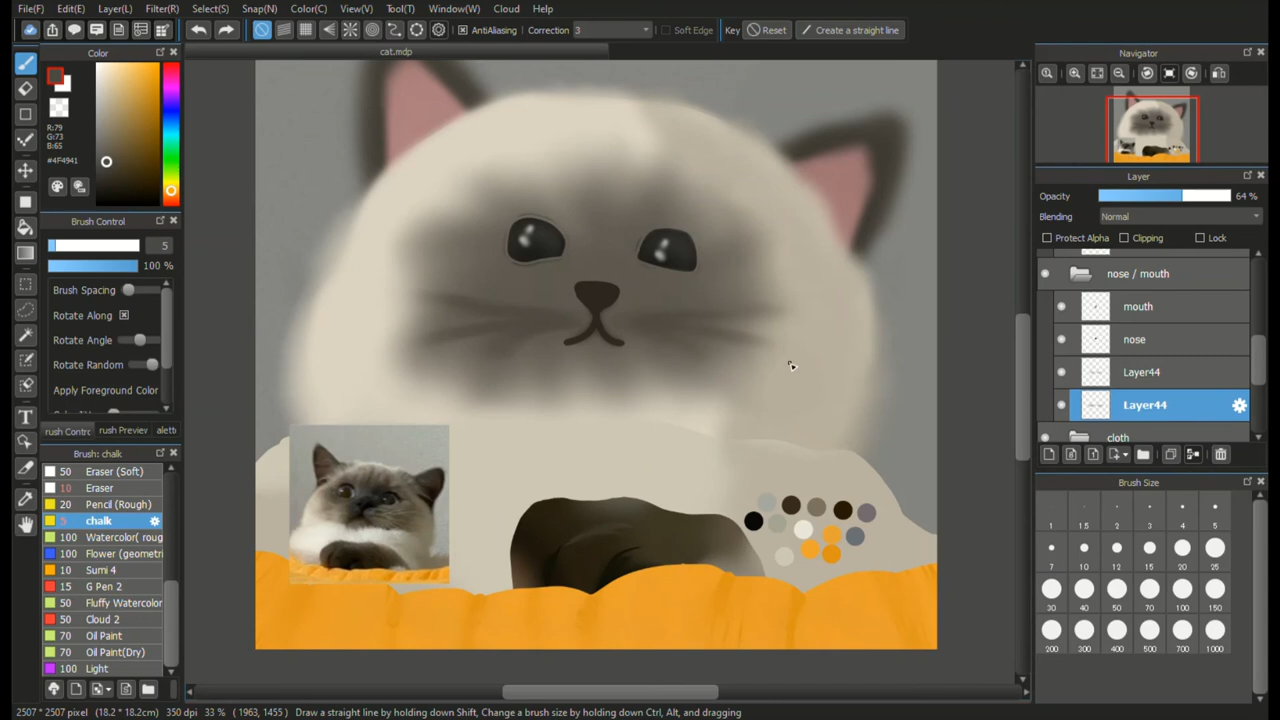 File(F) Edit(E) Layer(L) Filter(R) Select(S) Snap(N) Color(C) View(V) Tool(T) Window(W) Cloud Help
AntiAliasing Correction 3 Soft Edge Key Reset Create a straight line
cat.mdp
Color
R:79
G:73
B:65
#4F4941
Brush Control
5
100 %
Brush Spacing
Rotate Along
Rotate Angle
Rotate Random
Apply Foreground Color
rush Contrc rush Preview aletti
Brush: chalk
50 Eraser (Soft)
10 Eraser
20 Pencil (Rough)
5 chalk
100 Watercolor( roug
100 Flower (geometri
10 Sumi 4
15 G Pen 2
50 Fluffy Watercolor
50 Cloud 2
70 Oil Paint
70 Oil Paint(Dry)
100 Light
Navigator
Layer
Opacity 64 %
Blending Normal
Protect Alpha Clipping Lock
nose / mouth
mouth
nose
Layer44
Layer44
cloth
Brush Size
1 1.5 2 3 4 5
7 10 12 15 20 25
30 40 50 70 100 150
200 300 400 500 700 1000
2507 * 2507 pixel (18.2 * 18.2cm) 350 dpi 33 % ( 1963, 1455 ) Draw a straight line by holding down Shift, Change a brush size by holding down Ctrl, Alt, and dragging